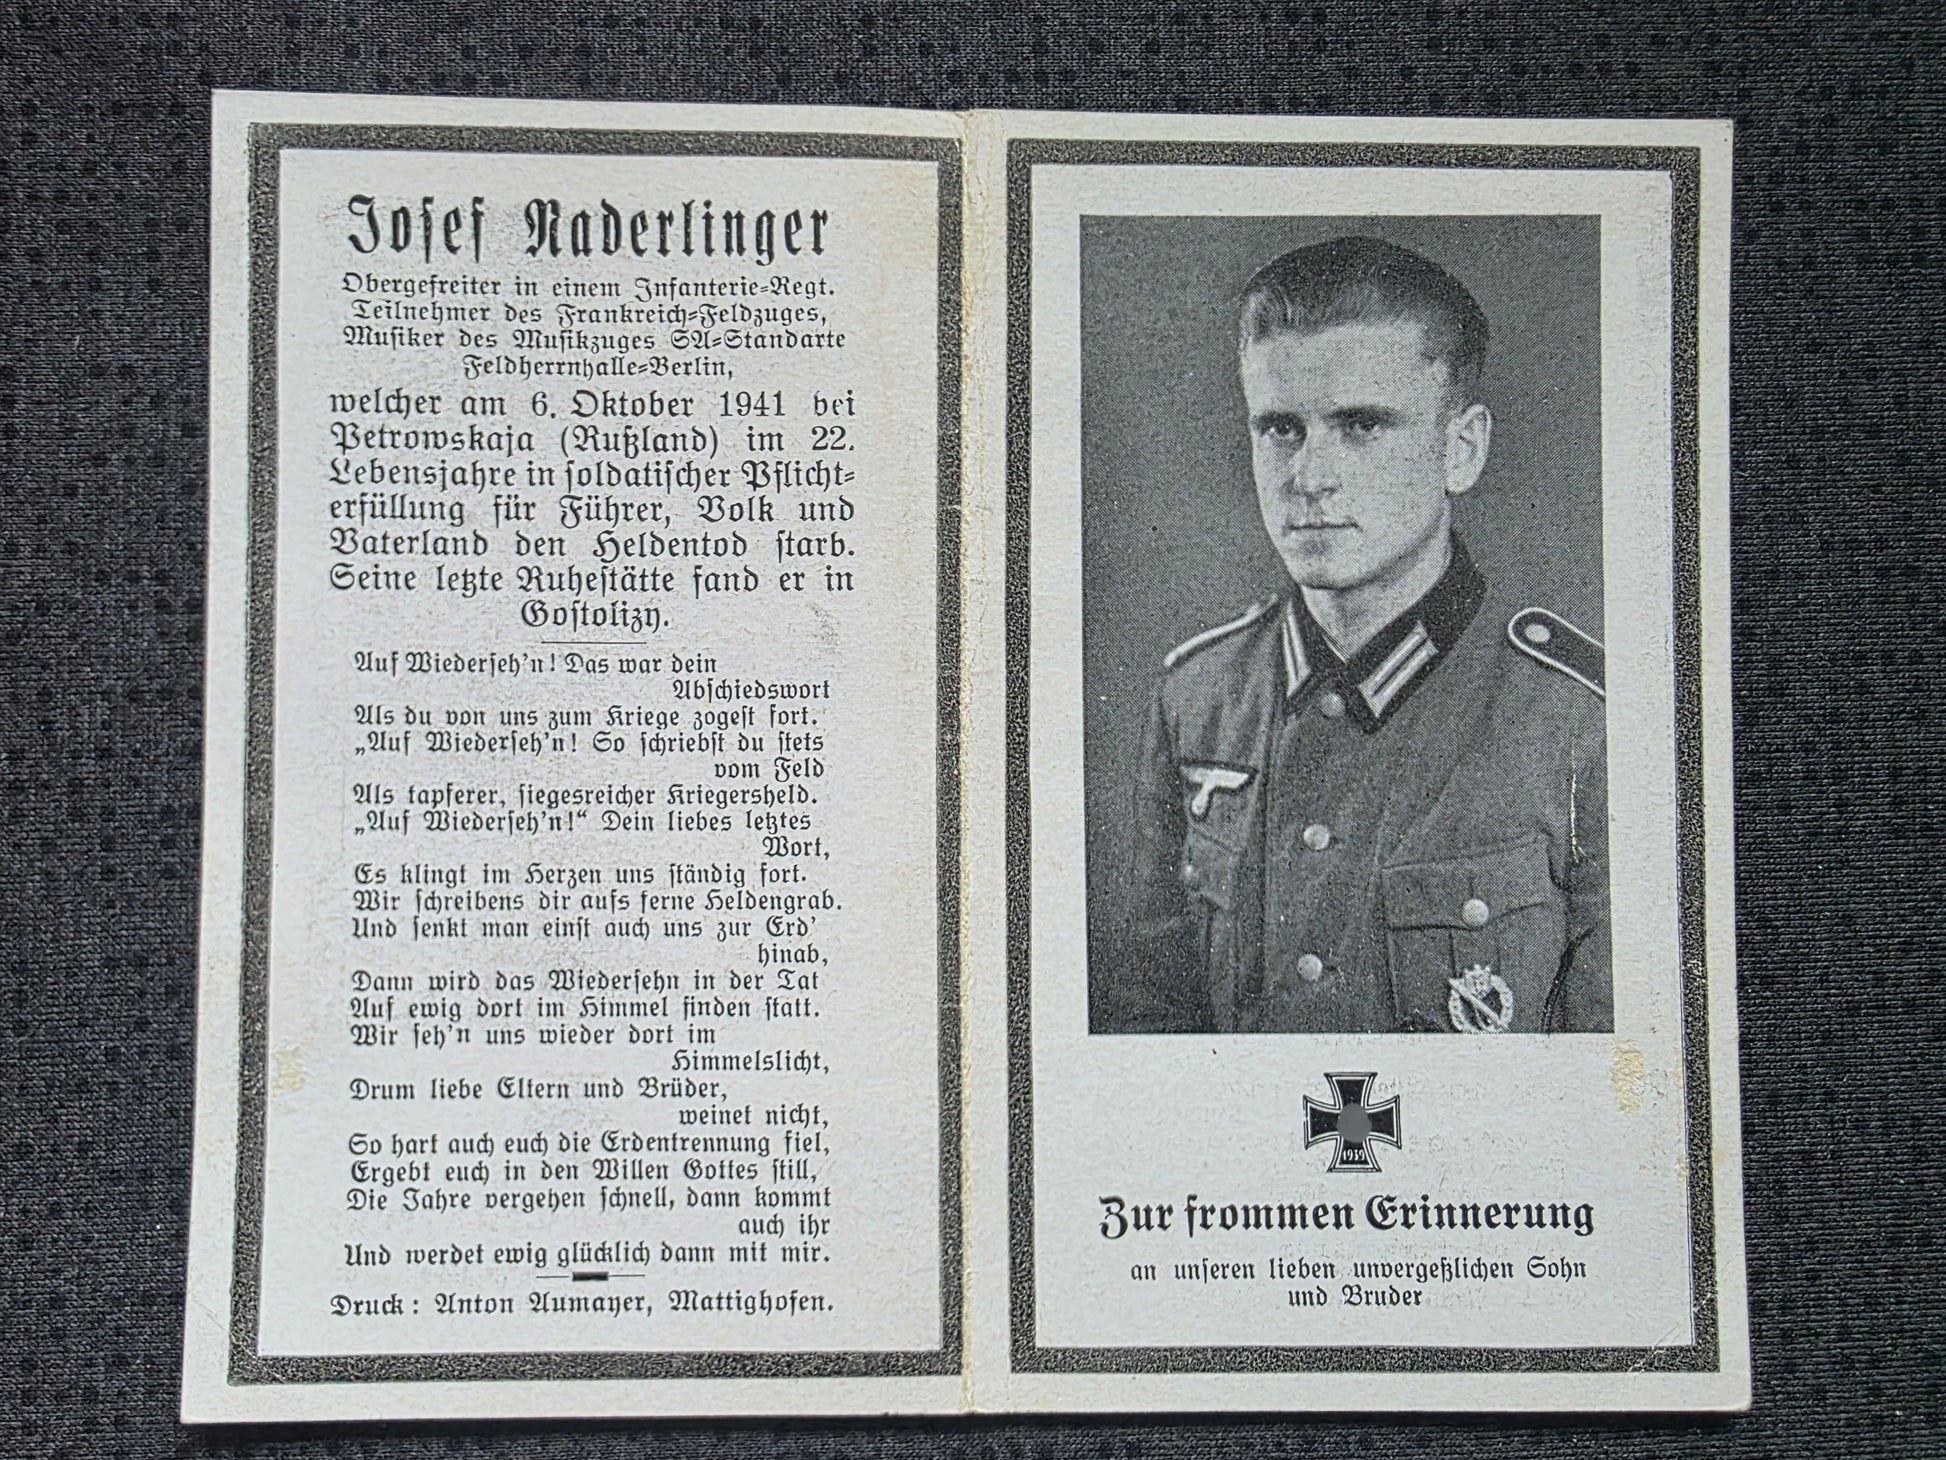 Josef Naderlinger
Obergefreiter in einem Infanterie-Regt.
Teilnehmer des Frankreich-Feldzuges,
Musiker des Musikzuges SA-Standarte
Feldherrnhalle-Berlin,
welcher am 6. Oktober 1941 bei
Petrowskaja (Rußland) im 22.
Lebensjahre in soldatischer Pflicht-
erfüllung für Führer, Volk und
Vaterland den Heldentod starb.
Seine letzte Ruhestätte fand er in
Gostolizy.
Auf Wiederseh'n! Das war dein
Abschiedswort
Als du von uns zum Kriege zogest fort.
„Auf Wiederseh'n! So schriebst du stets
vom Feld
Als tapferer, siegesreicher Kriegersheld.
„Auf Wiederseh'n!“ Dein liebes letztes
Wort,
Es klingt im Herzen uns ständig fort.
Wir schreibens dir aufs ferne Heldengrab.
Und senkt man einst auch uns zur Erd'
hinab,
Dann wird das Wiedersehn in der Tat
Auf ewig dort im Himmel finden statt.
Wir seh'n uns wieder dort im
Himmelslicht,
Drum liebe Eltern und Brüder,
weinet nicht,
So hart auch euch die Erdentrennung fiel,
Ergebt euch in den Willen Gottes still,
Die Jahre vergehen schnell, dann kommt
auch ihr
Und werdet ewig glücklich dann mit mir.
Druck: Anton Aumayer, Mattighofen.
1939
Zur frommen Erinnerung
an unseren lieben unvergeßlichen Sohn
und Bruder